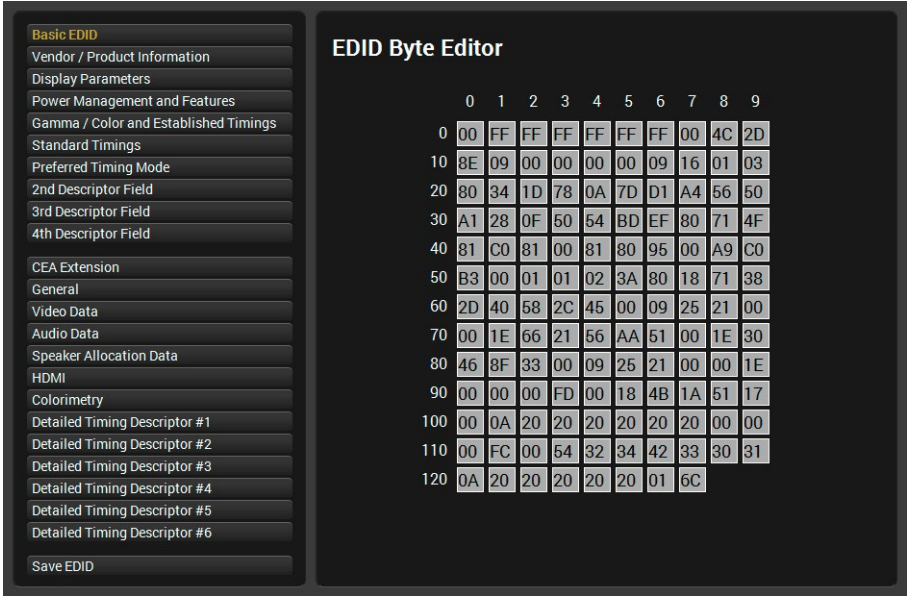 Basic EDID
Vendor / Product Information
Display Parameters
Power Management and Features
Gamma / Color and Established Timings
Standard Timings
Preferred Timing Mode
2nd Descriptor Field
3rd Descriptor Field
4th Descriptor Field
CEA Extension
General
Video Data
Audio Data
Speaker Allocation Data
HDMI
Colorimetry
Detailed Timing Descriptor #1
Detailed Timing Descriptor #2
Detailed Timing Descriptor #3
Detailed Timing Descriptor #4
Detailed Timing Descriptor #5
Detailed Timing Descriptor #6
Save EDID
EDID Byte Editor
0 1 2 3 4 5 6 7 8 9
0 00 FF FF FF FF FF FF 00 4C 2D
10 8E 09 00 00 00 00 09 16 01 03
20 80 34 1D 78 0A 7D D1 A4 56 50
30 A1 28 0F 50 54 BD EF 80 71 4F
40 81 C0 81 00 81 80 95 00 A9 C0
50 B3 00 01 01 02 3A 80 18 71 38
60 2D 40 58 2C 45 00 09 25 21 00
70 00 1E 66 21 56 AA 51 00 1E 30
80 46 8F 33 00 09 25 21 00 00 1E
90 00 00 00 FD 00 18 4B 1A 51 17
100 00 0A 20 20 20 20 20 20 00 00
110 00 FC 00 54 32 34 42 33 30 31
120 0A 20 20 20 20 20 01 6C